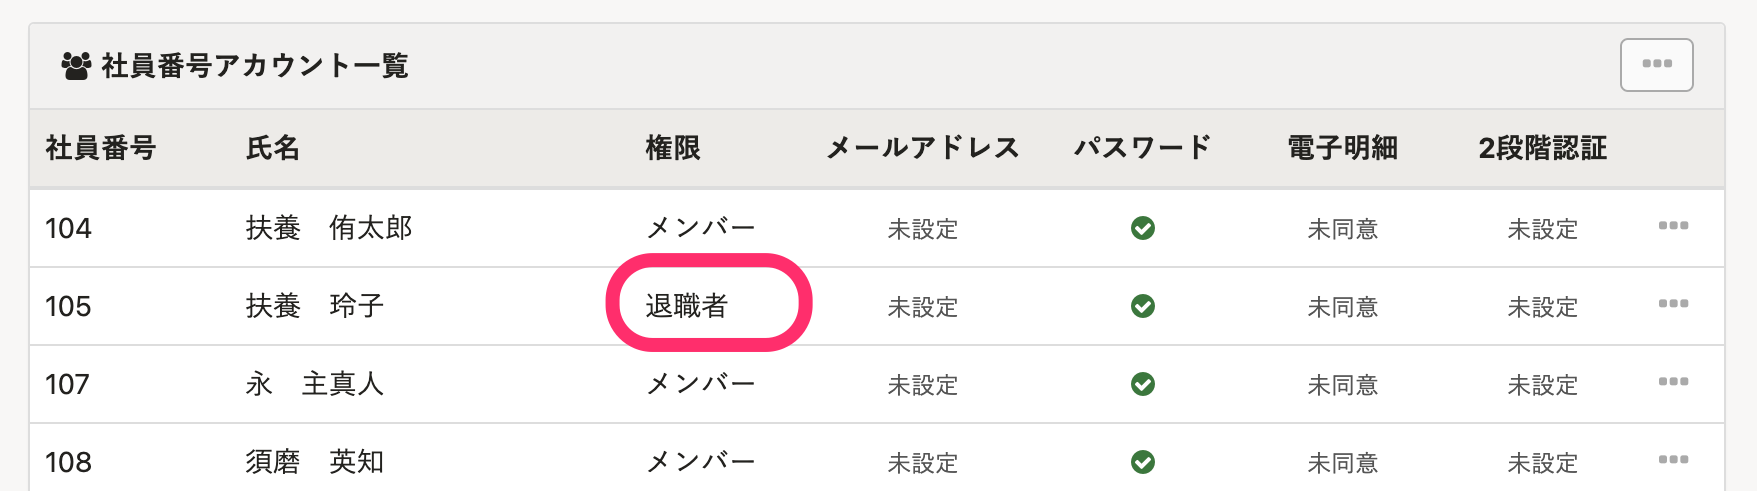 社員番号アカウント一覧
社員番号 氏名 権限 メールアドレス パスワード 電子明細 2段階認証
104 扶養　侑太郎 メンバー 未設定 未同意 未設定
105 扶養　玲子 退職者 未設定 未同意 未設定
107 永　主真人 メンバー 未設定 未同意 未設定
108 須磨　英知 メンバー 未設定 未同意 未設定